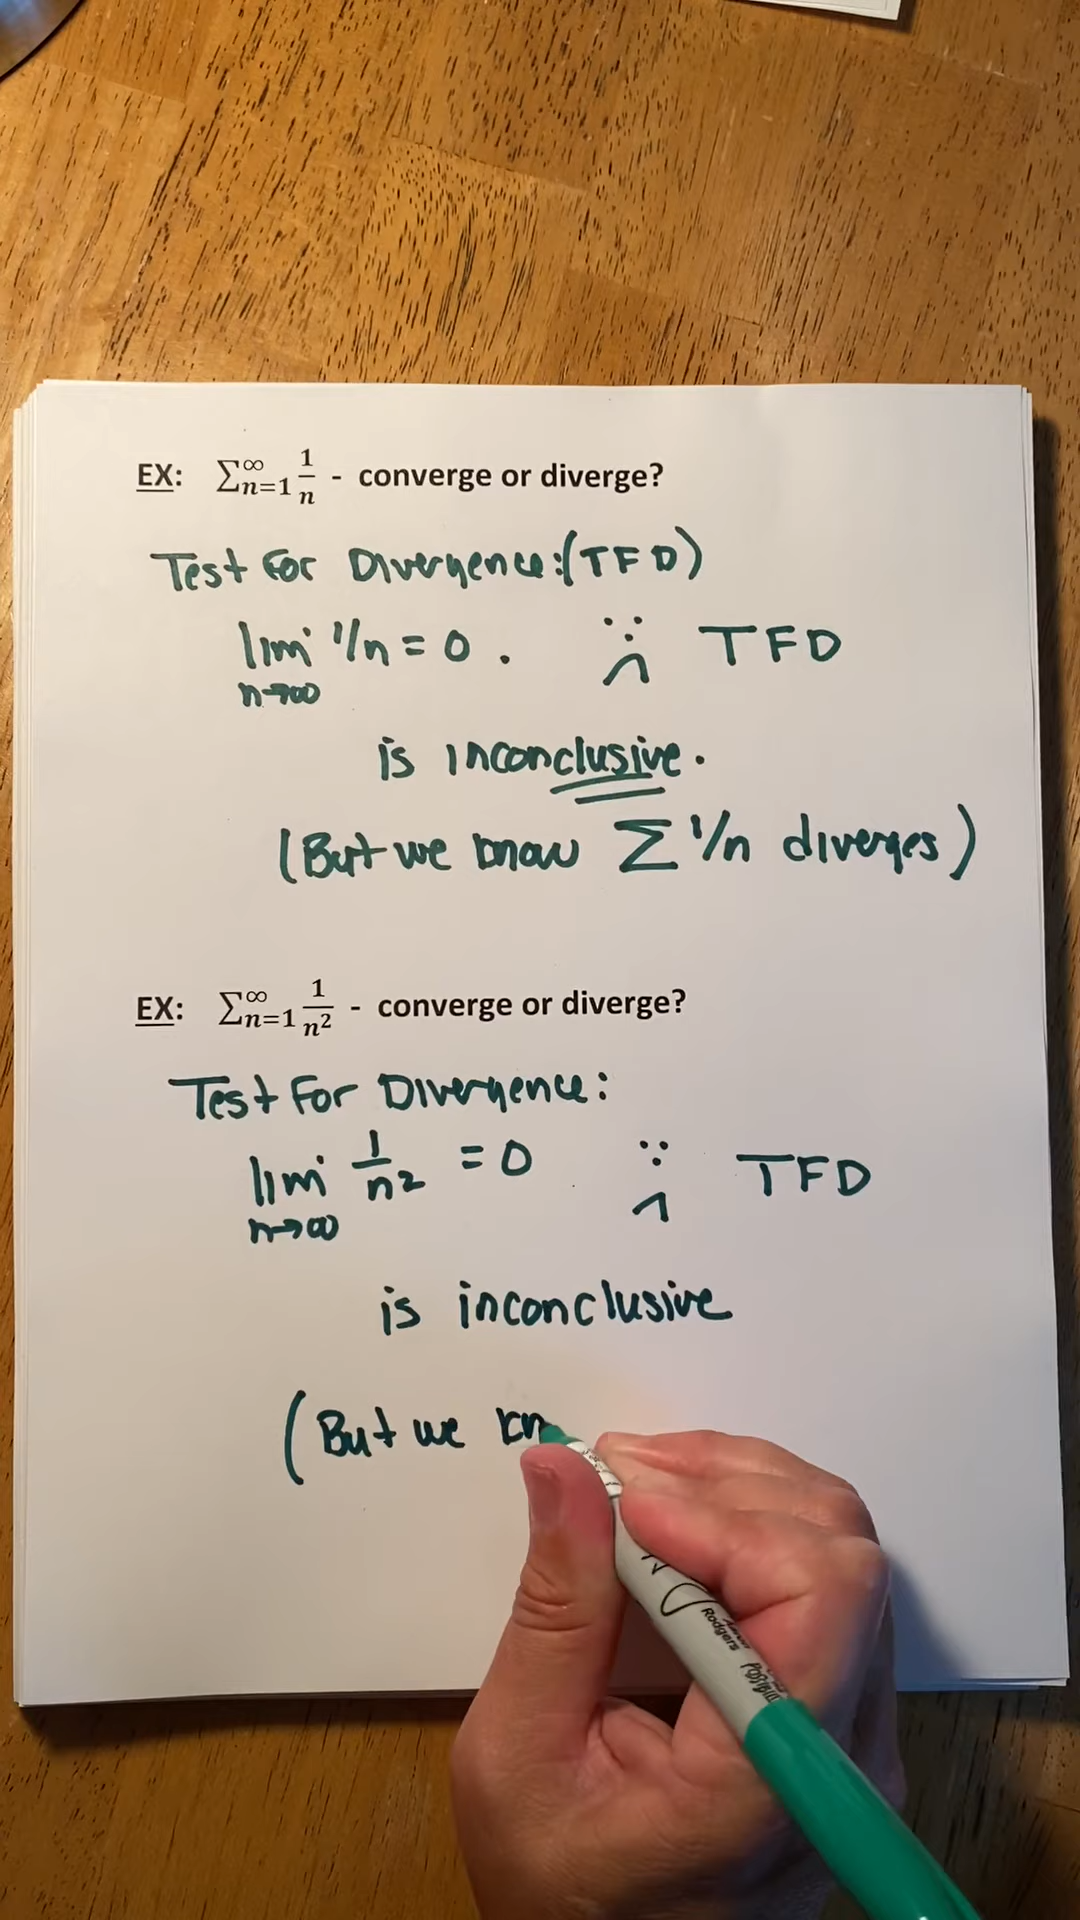 EX: ∑∞n=1 1/n - converge or diverge?
Test For Divergence:(TFD)
lim 1/n = 0 . TFD
n→∞
is inconclusive.
(But we know ∑ 1/n diverges)
EX: ∑∞n=1 1/n² - converge or diverge?
Test For Divergence:
lim 1/n² = 0 TFD
n→∞
is inconclusive
(But we kn
Rodgers